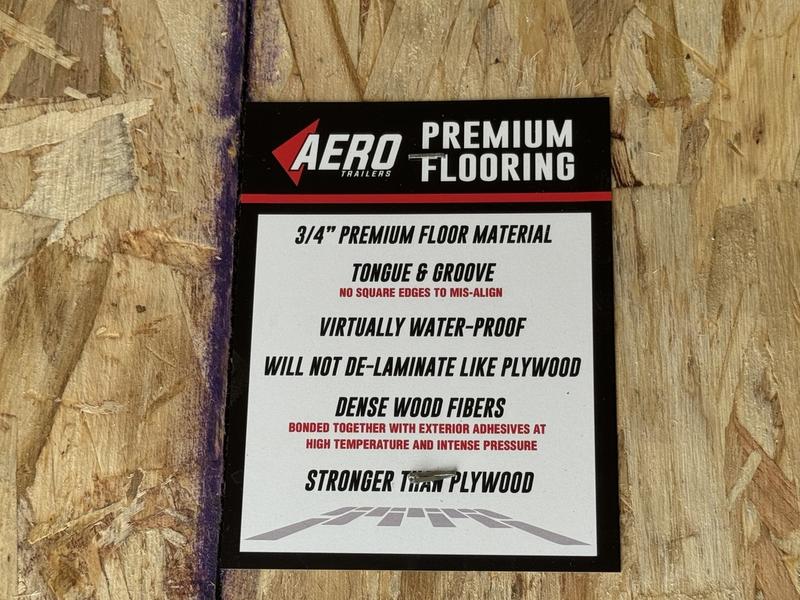 AERO
TRAILERS
PREMIUM
FLOORING
3/4" PREMIUM FLOOR MATERIAL
TONGUE & GROOVE
NO SQUARE EDGES TO MIS-ALIGN
VIRTUALLY WATER-PROOF
WILL NOT DE-LAMINATE LIKE PLYWOOD
DENSE WOOD FIBERS
BONDED TOGETHER WITH EXTERIOR ADHESIVES AT
HIGH TEMPERATURE AND INTENSE PRESSURE
STRONGER THAN PLYWOOD